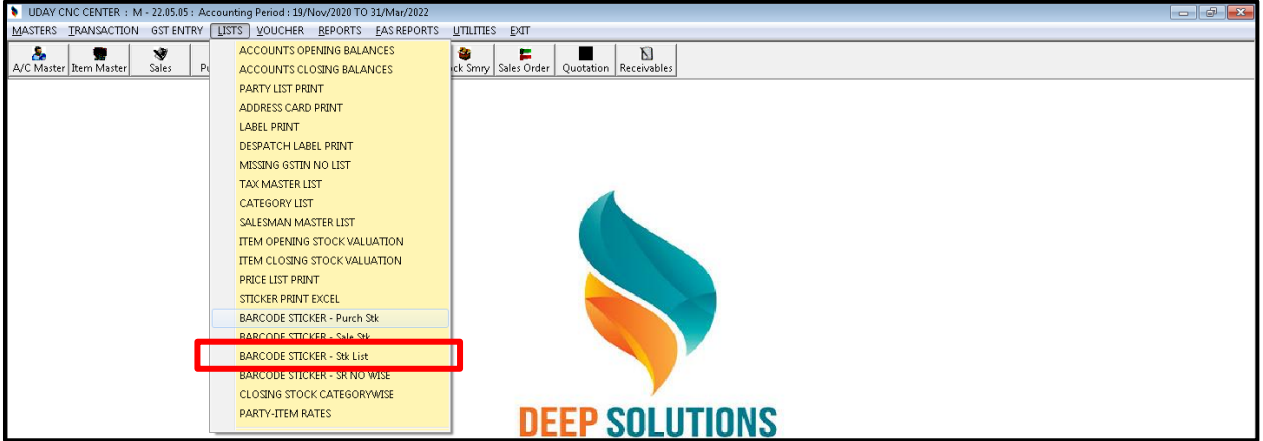 UDAY CNC CENTER : M - 22.05.05 : Accounting Period : 19/Nov/2020 TO 31/Mar/2022
MASTERS TRANSACTION GST ENTRY LISTS VOUCHER REPORTS FAS REPORTS UTILITIES EXIT
A/C Master Item Master Sales Pu ck Smry Sales Order Quotation Receivables
ACCOUNTS OPENING BALANCES
ACCOUNTS CLOSING BALANCES
PARTY LIST PRINT
ADDRESS CARD PRINT
LABEL PRINT
DESPATCH LABEL PRINT
MISSING GSTIN NO LIST
TAX MASTER LIST
CATEGORY LIST
SALESMAN MASTER LIST
ITEM OPENING STOCK VALUATION
ITEM CLOSING STOCK VALUATION
PRICE LIST PRINT
STICKER PRINT EXCEL
BARCODE STICKER - Purch Stk
BARCODE STICKER - Sale Stk
BARCODE STICKER - Stk List
BARCODE STICKER - SR NO WISE
CLOSING STOCK CATEGORYWISE
PARTY-ITEM RATES
DEEP SOLUTIONS